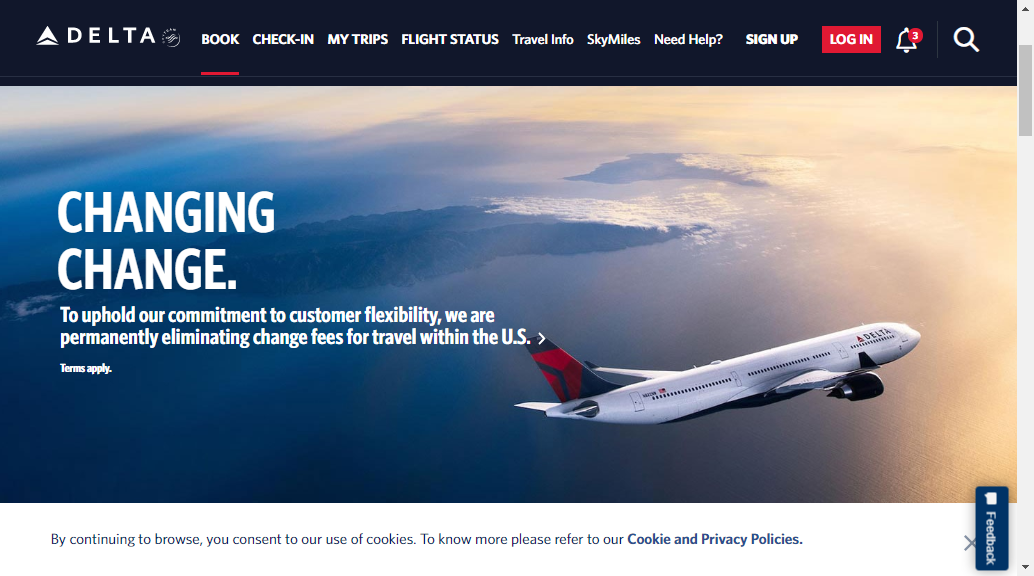 DELTA
BOOK CHECK-IN MY TRIPS FLIGHT STATUS Travel Info SkyMiles Need Help? SIGN UP LOG IN 3
CHANGING
CHANGE.
To uphold our commitment to customer flexibility, we are
permanently eliminating change fees for travel within the U.S.
Terms apply.
DELTA
Feedback
By continuing to browse, you consent to our use of cookies. To know more please refer to our Cookie and Privacy Policies.